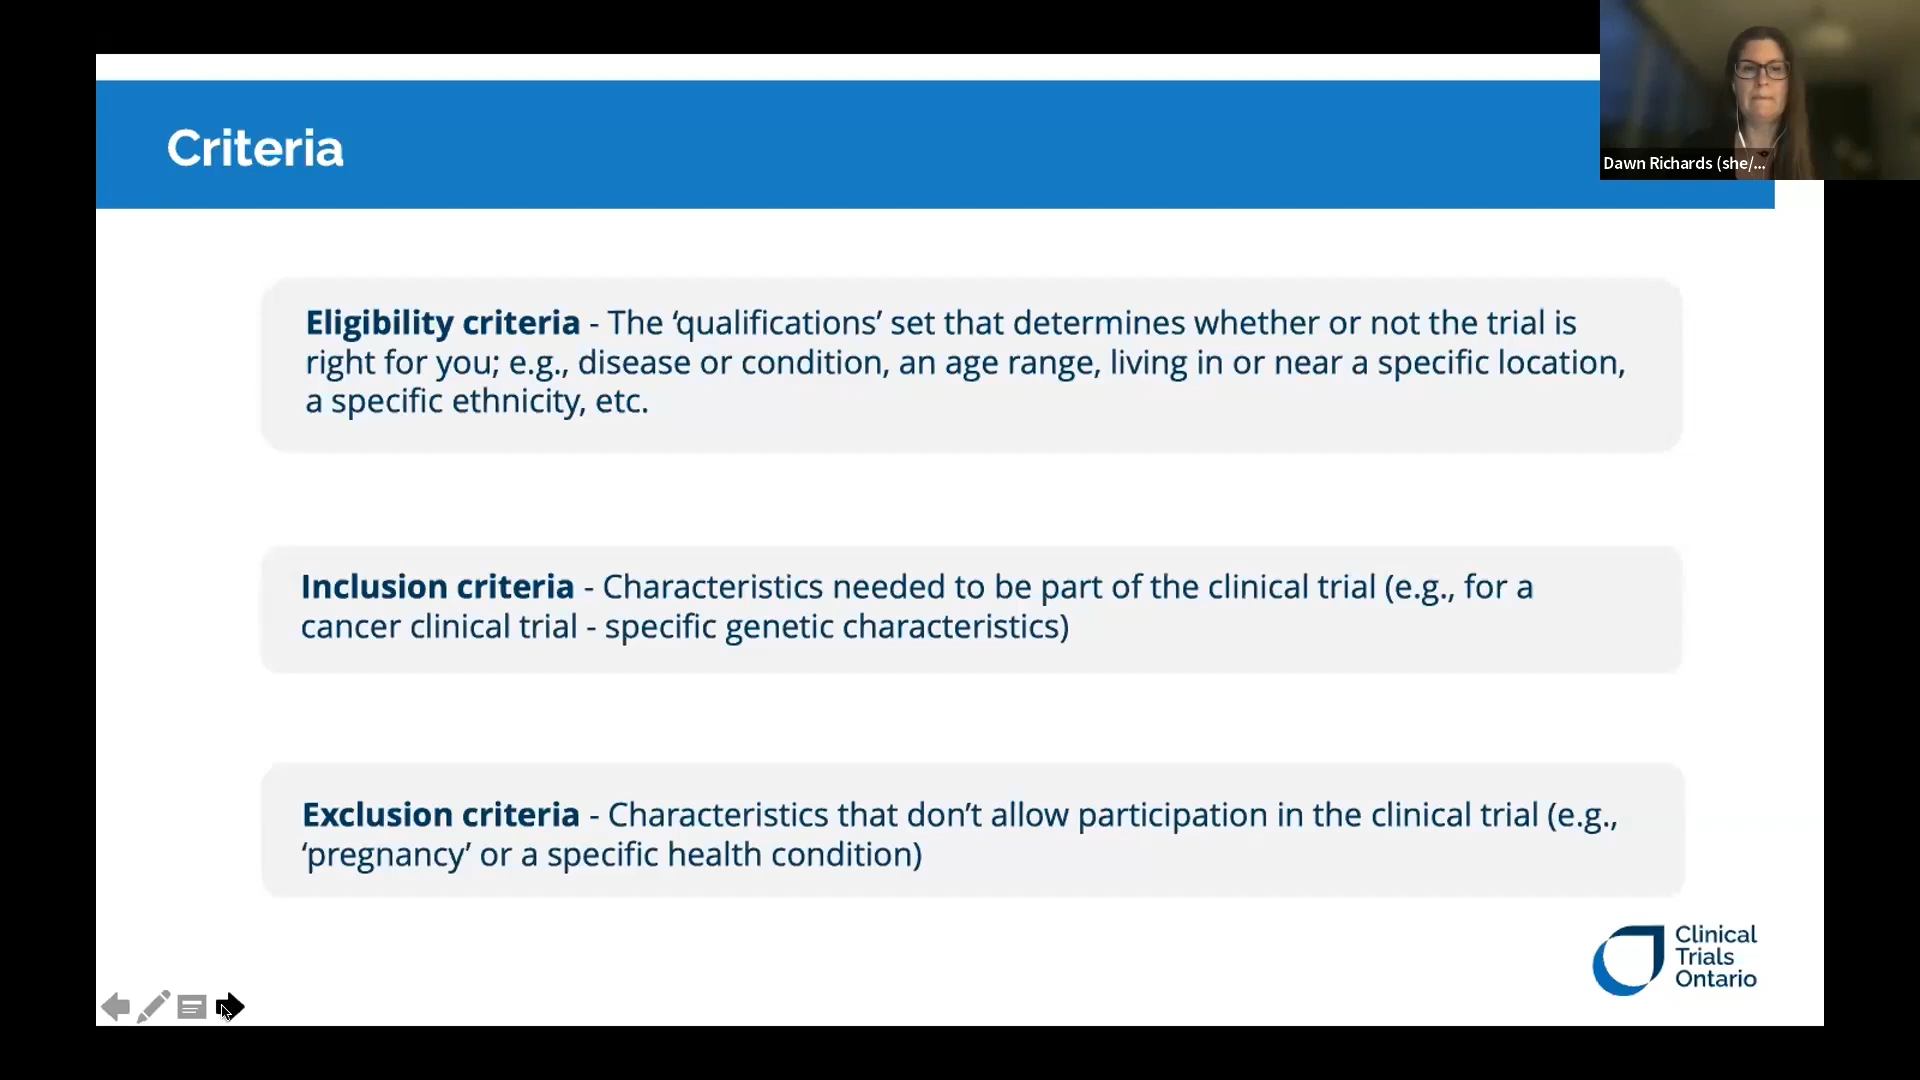 Criteria
Dawn Richards (she/...
Eligibility criteria - The ‘qualifications’ set that determines whether or not the trial is
right for you; e.g., disease or condition, an age range, living in or near a specific location,
a specific ethnicity, etc.
Inclusion criteria - Characteristics needed to be part of the clinical trial (e.g., for a
cancer clinical trial - specific genetic characteristics)
Exclusion criteria - Characteristics that don’t allow participation in the clinical trial (e.g.,
‘pregnancy’ or a specific health condition)
Clinical
Trials
Ontario